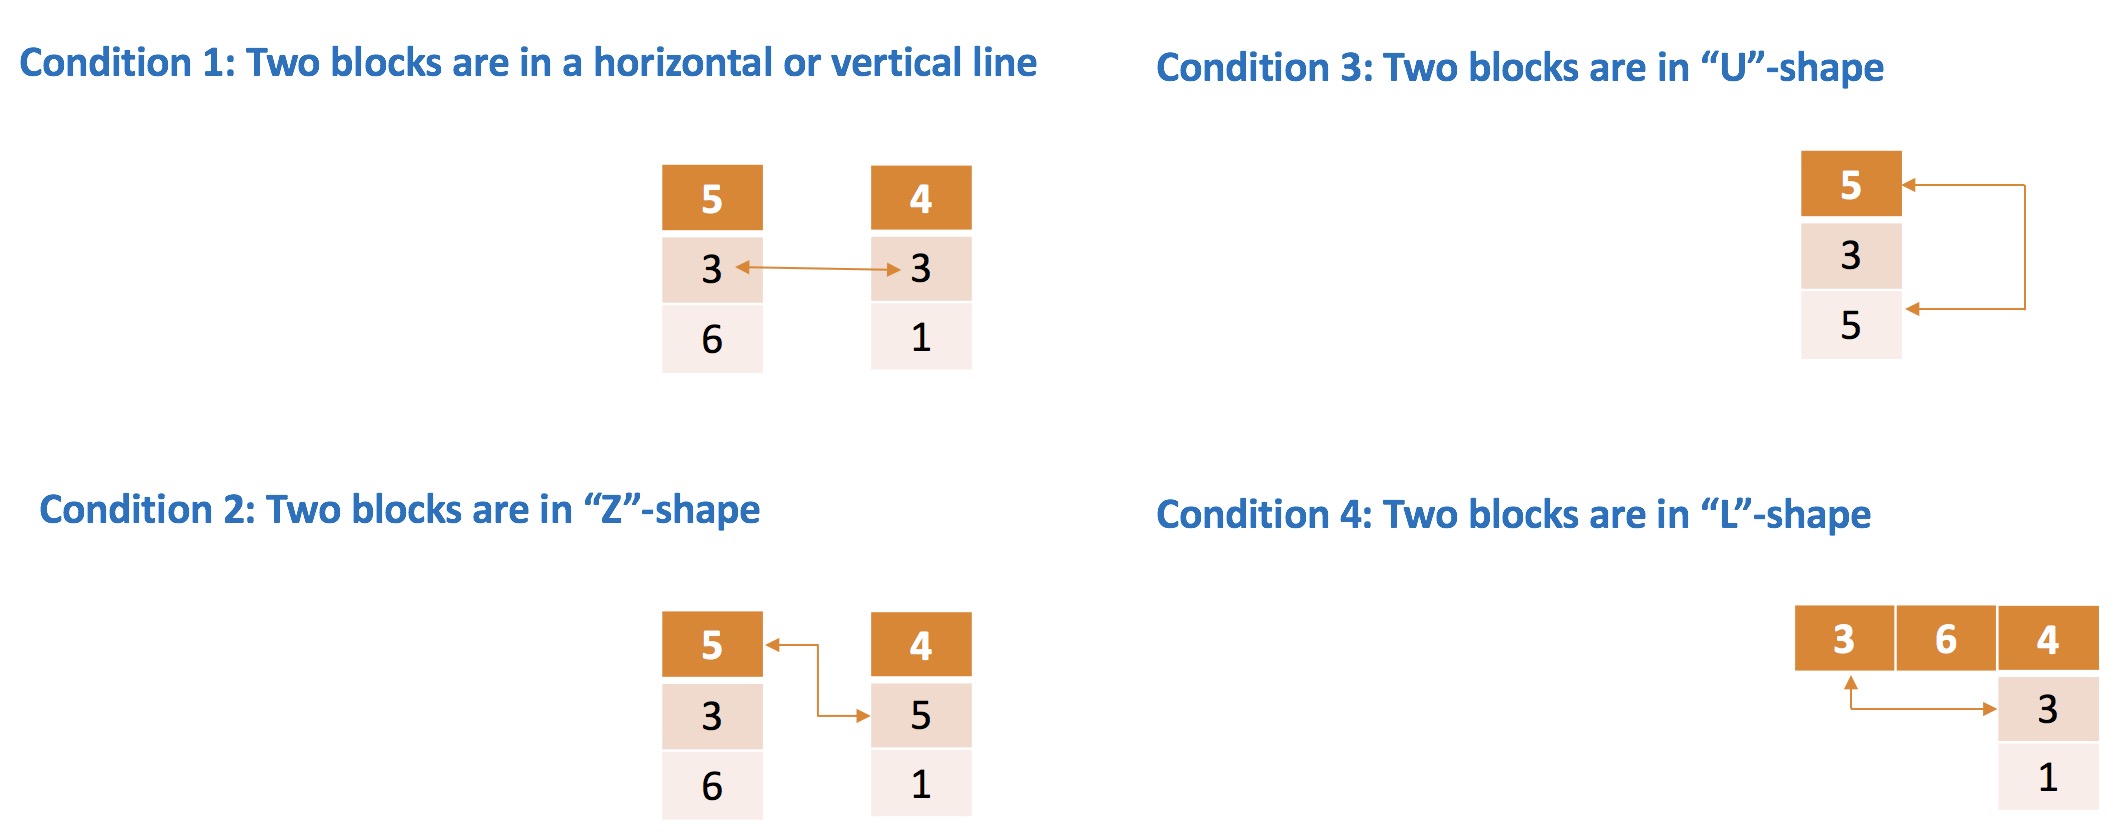 Condition 1: Two blocks are in a horizontal or vertical line
5 4
3 3
6 1
Condition 3: Two blocks are in “U”-shape
5
3
5
Condition 2: Two blocks are in “Z”-shape
5 4
3 5
6 1
Condition 4: Two blocks are in “L”-shape
3 6 4
3
1